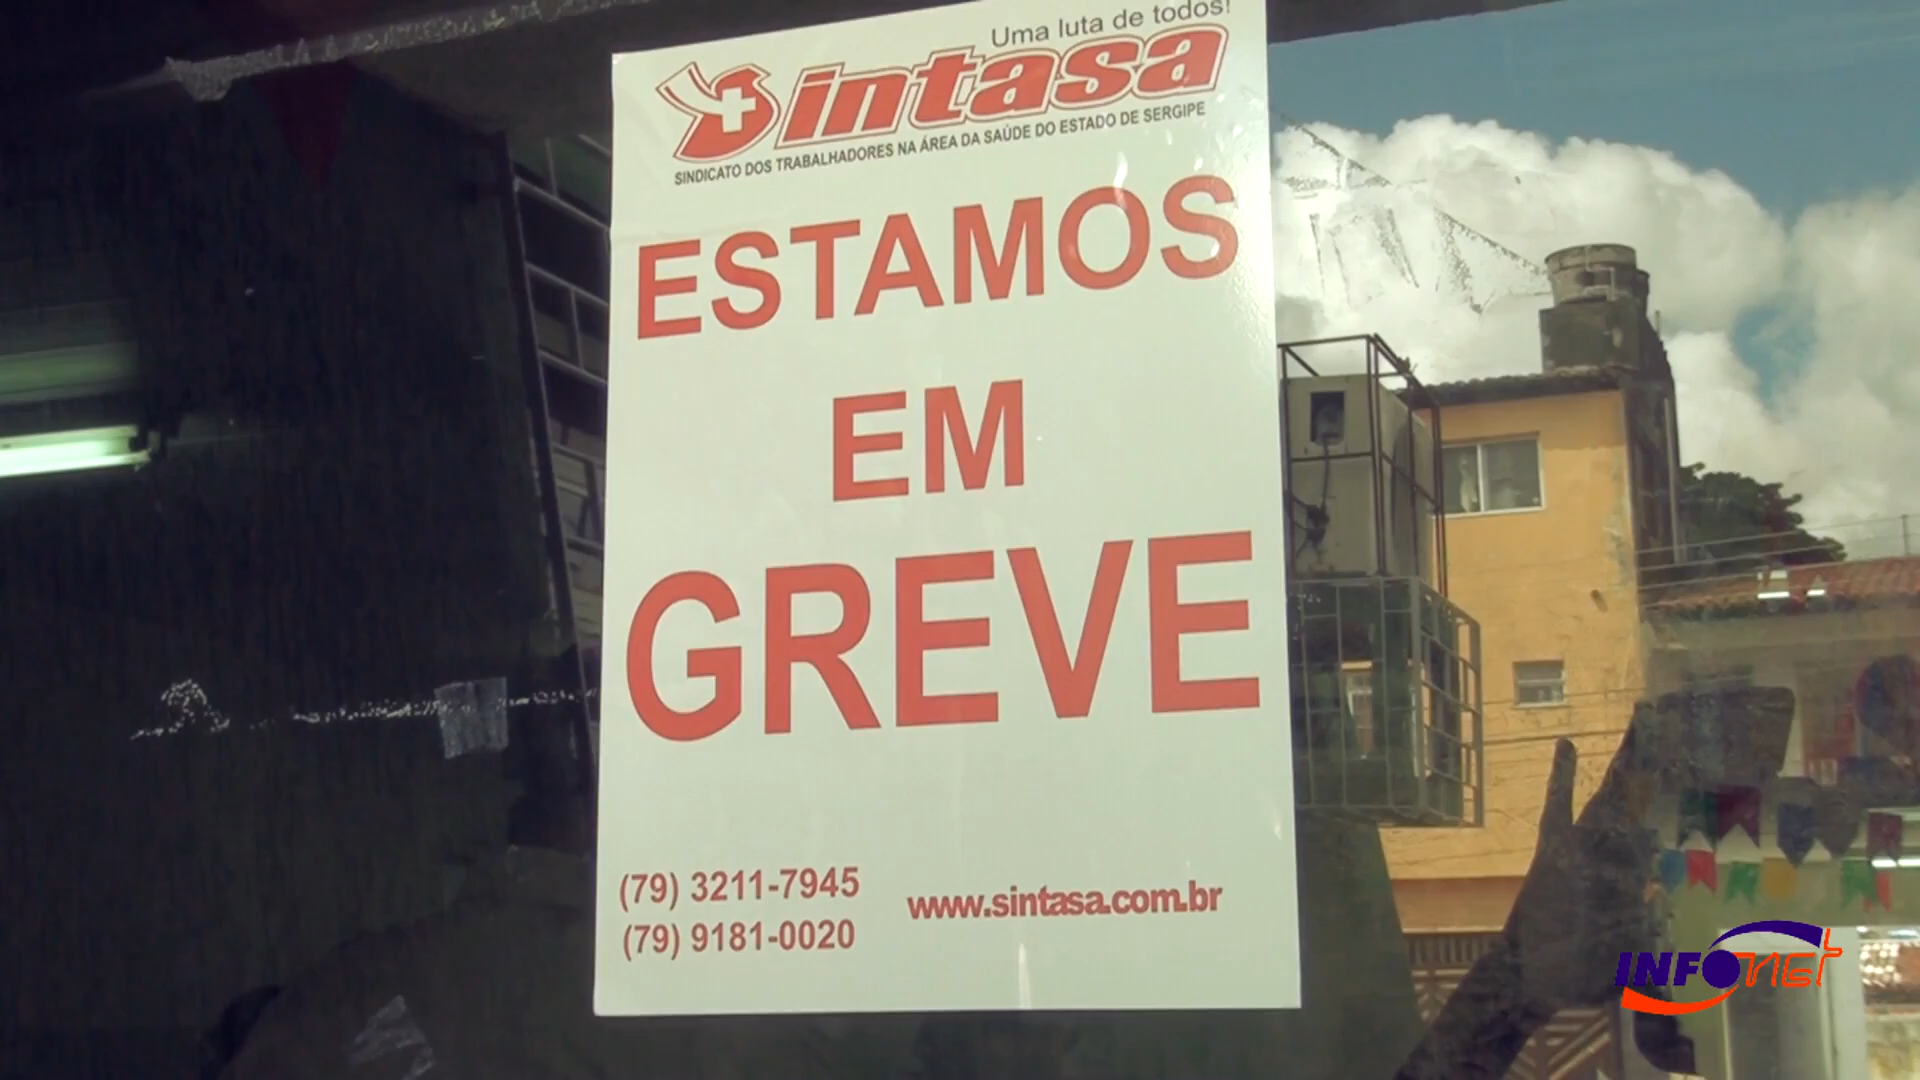 Uma luta de todos!
Sintasa
SINDICATO DOS TRABALHADORES NA ÁREA DA SAÚDE DO ESTADO DE SERGIPE
ESTAMOS
EM
GREVE
(79) 3211-7945
(79) 9181-0020
www.sintasa.com.br
INFONET